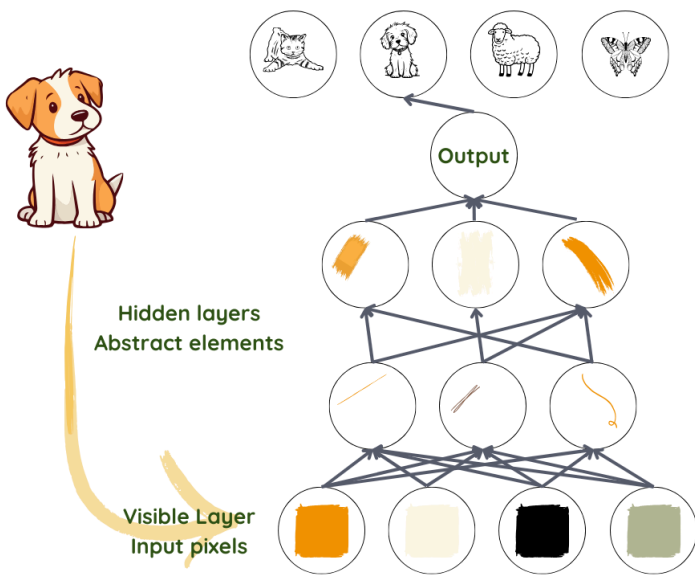 Output
Hidden layers
Abstract elements
Visible Layer
Input pixels